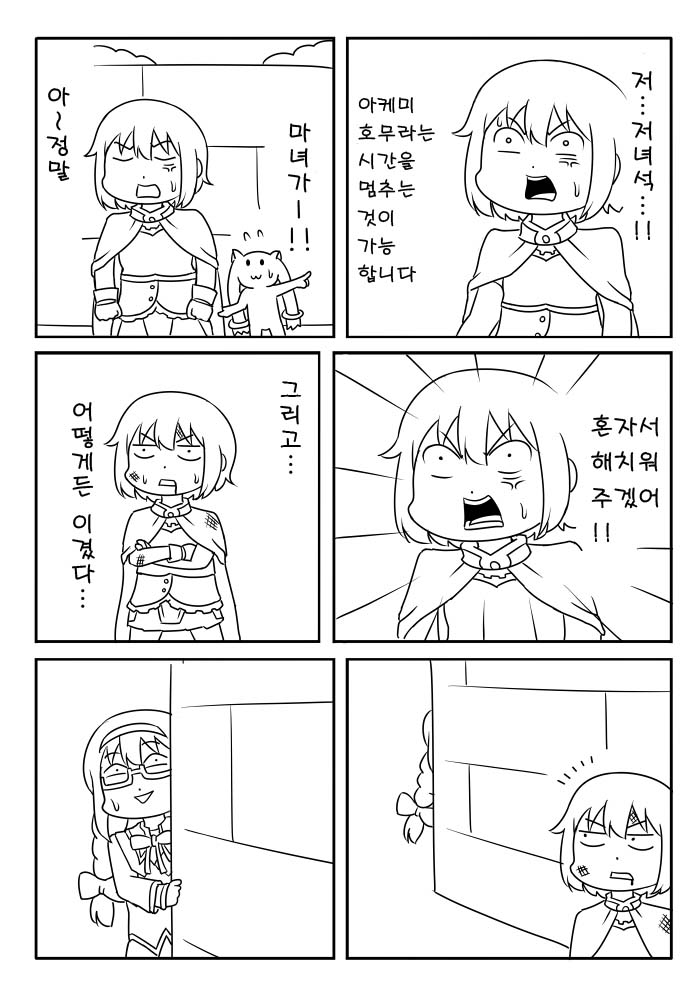 저…저녀석…!!
아케미
호무라는
시간을
멈추는
것이
가능
합니다
마녀가ー!!
아~정말
혼자서
해치워
주겠어
!!
그리고…
어떻게든 이겼다…